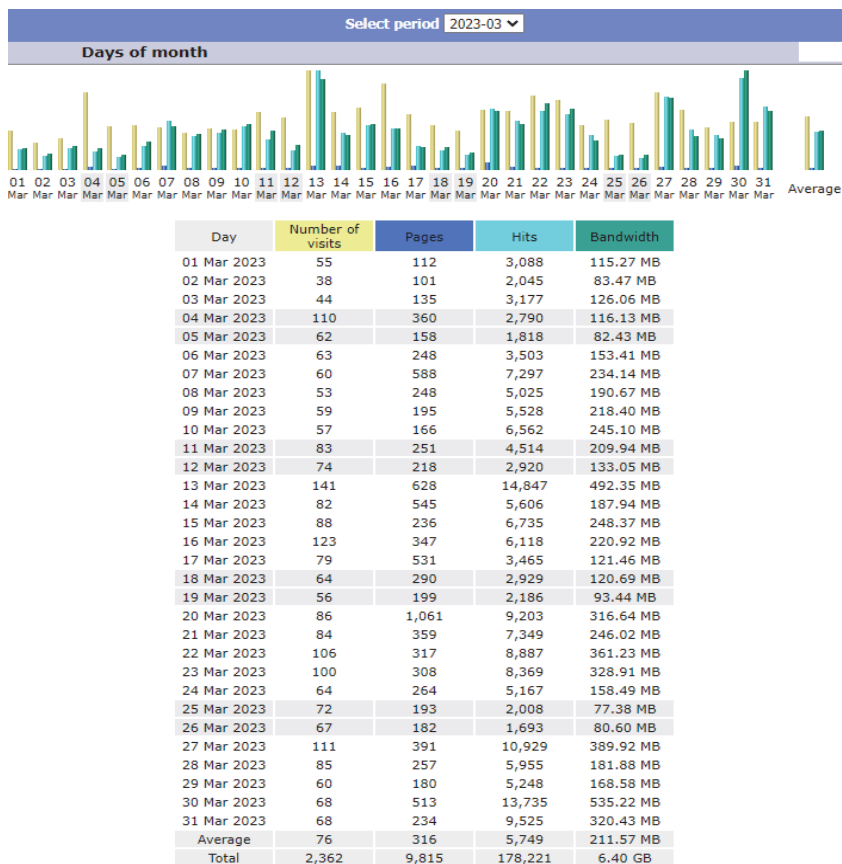 Select period 2023-03
Days of month
01 02 03 04 05 06 07 08 09 10 11 12 13 14 15 16 17 18 19 20 21 22 23 24 25 26 27 28 29 30 31
Mar Mar Mar Mar Mar Mar Mar Mar Mar Mar Mar Mar Mar Mar Mar Mar Mar Mar Mar Mar Mar Mar Mar Mar Mar Mar Mar Mar Mar Mar Mar Average
Day Number of visits Pages Hits Bandwidth
01 Mar 2023 55 112 3,088 115.27 MB
02 Mar 2023 38 101 2,045 83.47 MB
03 Mar 2023 44 135 3,177 126.06 MB
04 Mar 2023 110 360 2,790 116.13 MB
05 Mar 2023 62 158 1,818 82.43 MB
06 Mar 2023 63 248 3,503 153.41 MB
07 Mar 2023 60 588 7,297 234.14 MB
08 Mar 2023 53 248 5,025 190.67 MB
09 Mar 2023 59 195 5,528 218.40 MB
10 Mar 2023 57 166 6,562 245.10 MB
11 Mar 2023 83 251 4,514 209.94 MB
12 Mar 2023 74 218 2,920 133.05 MB
13 Mar 2023 141 628 14,847 492.35 MB
14 Mar 2023 82 545 5,606 187.94 MB
15 Mar 2023 88 236 6,735 248.37 MB
16 Mar 2023 123 347 6,118 220.92 MB
17 Mar 2023 79 531 3,465 121.46 MB
18 Mar 2023 64 290 2,929 120.69 MB
19 Mar 2023 56 199 2,186 93.44 MB
20 Mar 2023 86 1,061 9,203 316.64 MB
21 Mar 2023 84 359 7,349 246.02 MB
22 Mar 2023 106 317 8,887 361.23 MB
23 Mar 2023 100 308 8,369 328.91 MB
24 Mar 2023 64 264 5,167 158.49 MB
25 Mar 2023 72 193 2,008 77.38 MB
26 Mar 2023 67 182 1,693 80.60 MB
27 Mar 2023 111 391 10,929 389.92 MB
28 Mar 2023 85 257 5,955 181.88 MB
29 Mar 2023 60 180 5,248 168.58 MB
30 Mar 2023 68 513 13,735 535.22 MB
31 Mar 2023 68 234 9,525 320.43 MB
Average 76 316 5,749 211.57 MB
Total 2,362 9,815 178,221 6.40 GB